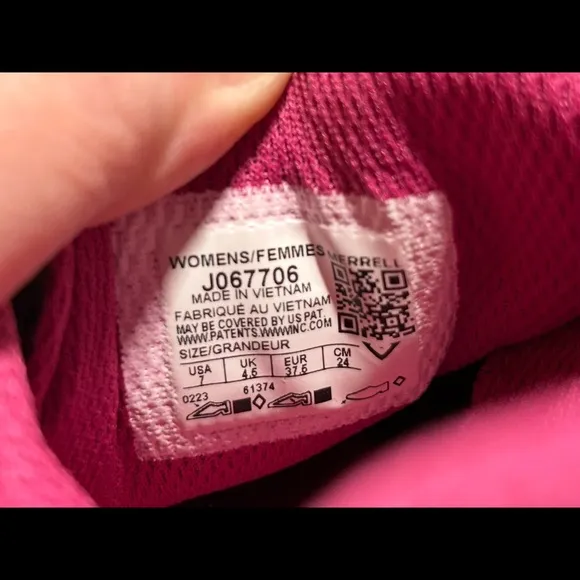 WOMENS/FEMMES MERRELL
J067706
MADE IN VIETNAM
FABRIQUÉ AU VIETNAM
MAY BE COVERED BY US PAT.
WWW.PATENTS.WWWINC.COM
SIZE/GRANDEUR
USA UK EUR CM
7 4.5 37.5 24
0223 61374